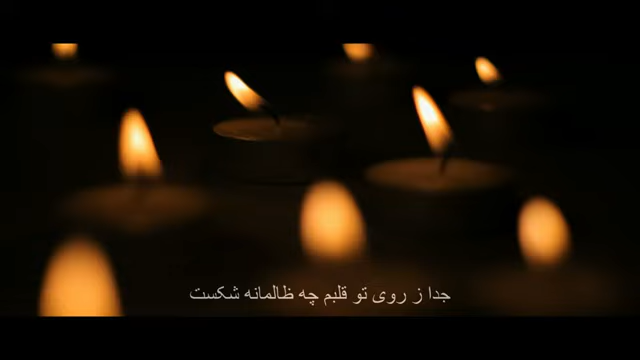 جدا ز روی تو قلبم چه ظالمانه شکست